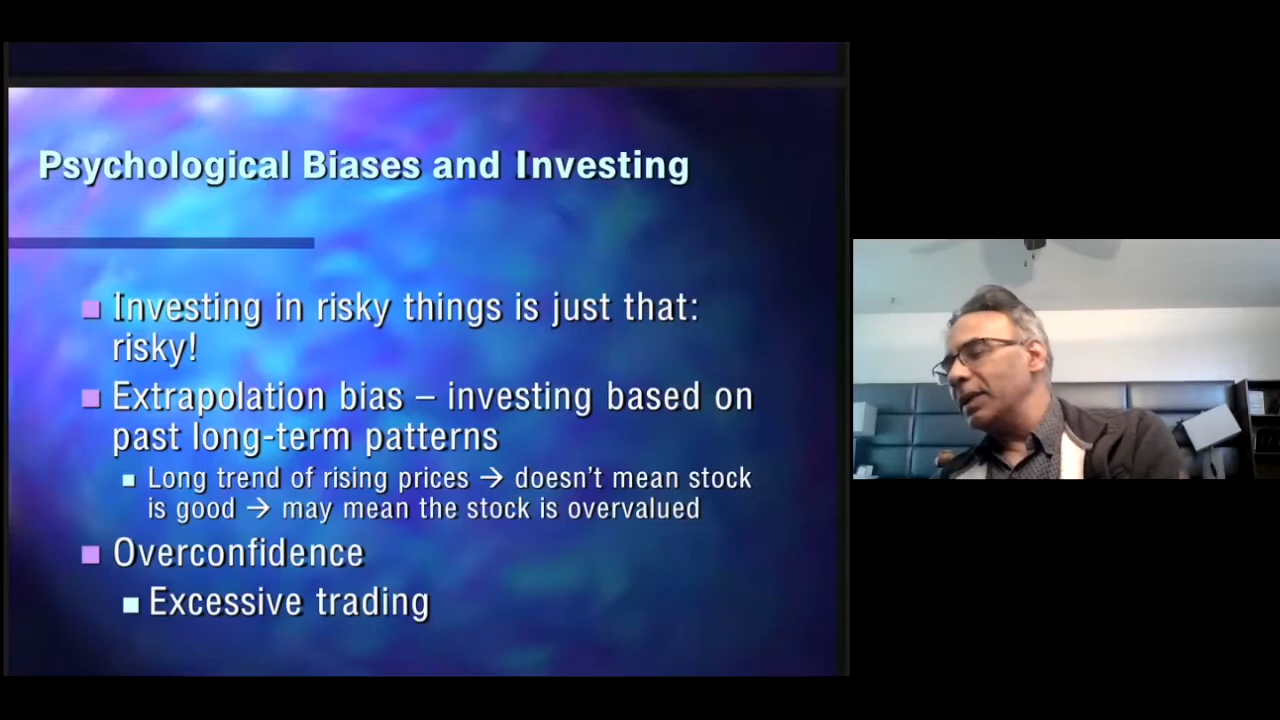 Psychological Biases and Investing
■ Investing in risky things is just that:
risky!
■ Extrapolation bias – investing based on
past long-term patterns
■ Long trend of rising prices → doesn't mean stock
is good → may mean the stock is overvalued
■ Overconfidence
■ Excessive trading